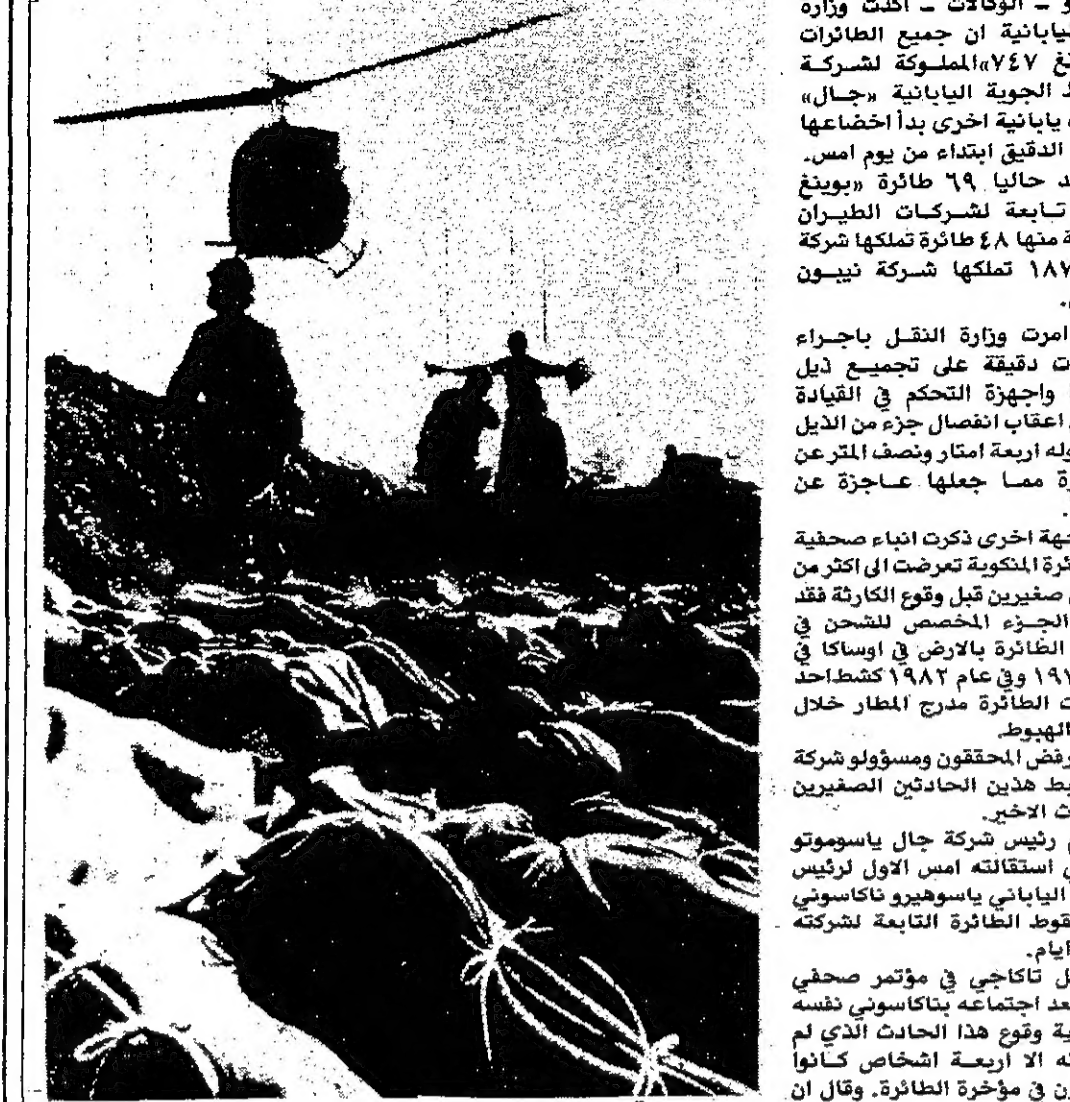 ـ الوكالات ـ اكدت وزارة
اليابانية ان جميع الطائرات
٧٤٧» المملوكة لشركة
الجوية اليابانية «جال»
يابانية اخرى بدأ اخضاعها
الدقيق ابتداء من يوم امس.
حاليا ٦٩ طائرة «بوينغ
تابعة لشركات الطيران
منها ٤٨ طائرة تملكها شركة
تملكها شركة نيبون
امرت وزارة النقل باجراء
دقيقة على تجميع ذيل
واجهزة التحكم في القيادة
اعقاب انفصال جزء من الذيل
اربعة امتار ونصف المتر عن
مما جعلها عاجزة عن
اخرى ذكرت انباء صحفية
المنكوبة تعرضت الى اكثر من
صغيرين قبل وقوع الكارثة فقد
الجزء المخصص للشحن في
الطائرة بالارض في اوساكا في
وفي عام ١٩٨٢ كشط احد
الطائرة مدرج المطار خلال
الهبوط.
رفض المحققون ومسؤولو شركة
هذين الحادثين الصغيرين
الاخير.
رئيس شركة جال ياسوموتو
استقالته امس الاول لرئيس
الياباني ياسوهيرو ناكاسوني
الطائرة التابعة لشركته
ايام.
تاكاجي في مؤتمر صحفي
اجتماعه بناكاسوني نفسه
وقوع هذا الحادث الذي لم
الا اربعة اشخاص كانوا
في مؤخرة الطائرة. وقال ان